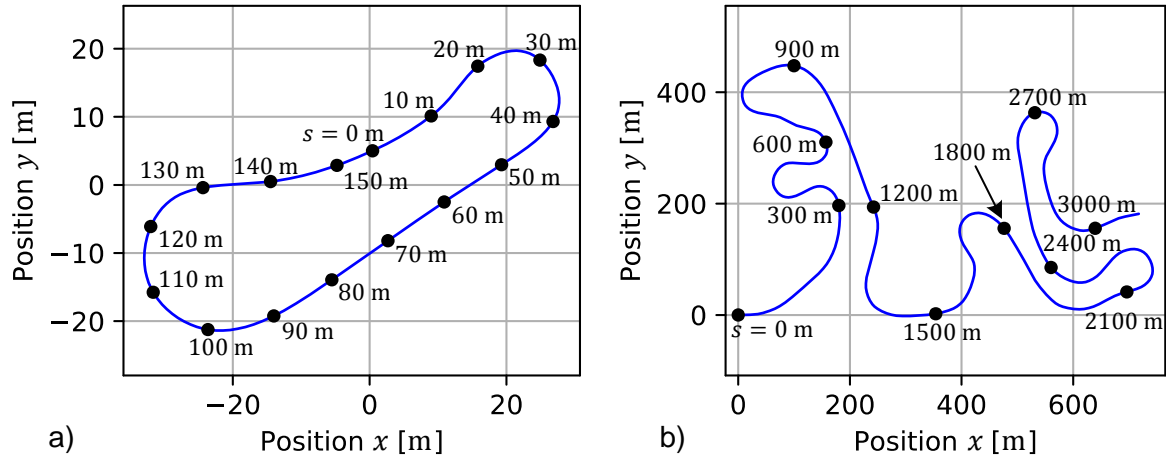 20
10
0
−10
−20
−20
0
20
Position y [m]
Position x [m]
a)
s = 0 m
10 m
20 m
30 m
40 m
50 m
60 m
70 m
80 m
90 m
100 m
110 m
120 m
130 m
140 m
150 m
400
200
0
0
200
400
600
Position y [m]
Position x [m]
b)
s = 0 m
300 m
600 m
900 m
1200 m
1500 m
1800 m
2100 m
2400 m
2700 m
3000 m